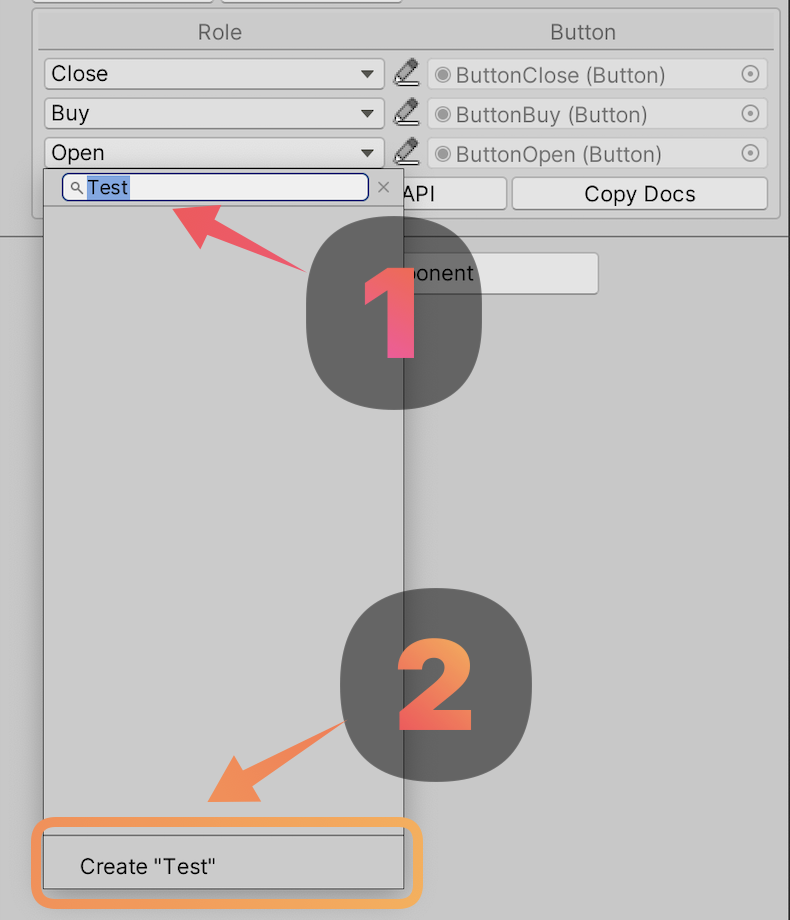 Role
Button
Close
ButtonClose (Button)
Buy
ButtonBuy (Button)
Open
ButtonOpen (Button)
Test
API
Copy Docs
1
ponent
2
Create "Test"